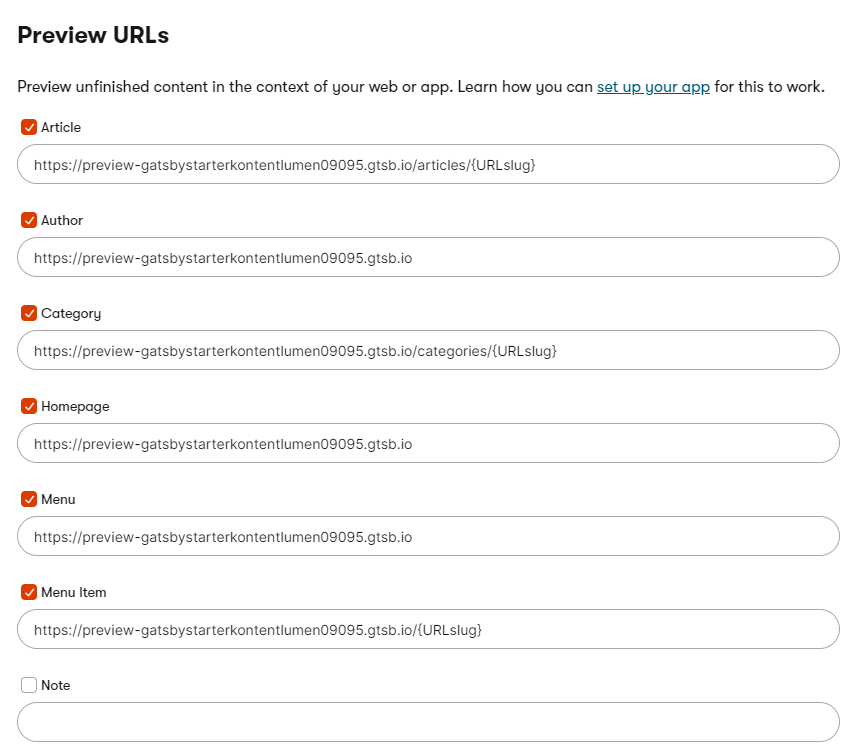 Preview URLs
Preview unfinished content in the context of your web or app. Learn how you can set up your app for this to work.
Article
https://preview-gatsbystarterkontentlumen09095.gtsb.io/articles/{URLslug}
Author
https://preview-gatsbystarterkontentlumen09095.gtsb.io
Category
https://preview-gatsbystarterkontentlumen09095.gtsb.io/categories/{URLslug}
Homepage
https://preview-gatsbystarterkontentlumen09095.gtsb.io
Menu
https://preview-gatsbystarterkontentlumen09095.gtsb.io
Menu Item
https://preview-gatsbystarterkontentlumen09095.gtsb.io/{URLslug}
Note